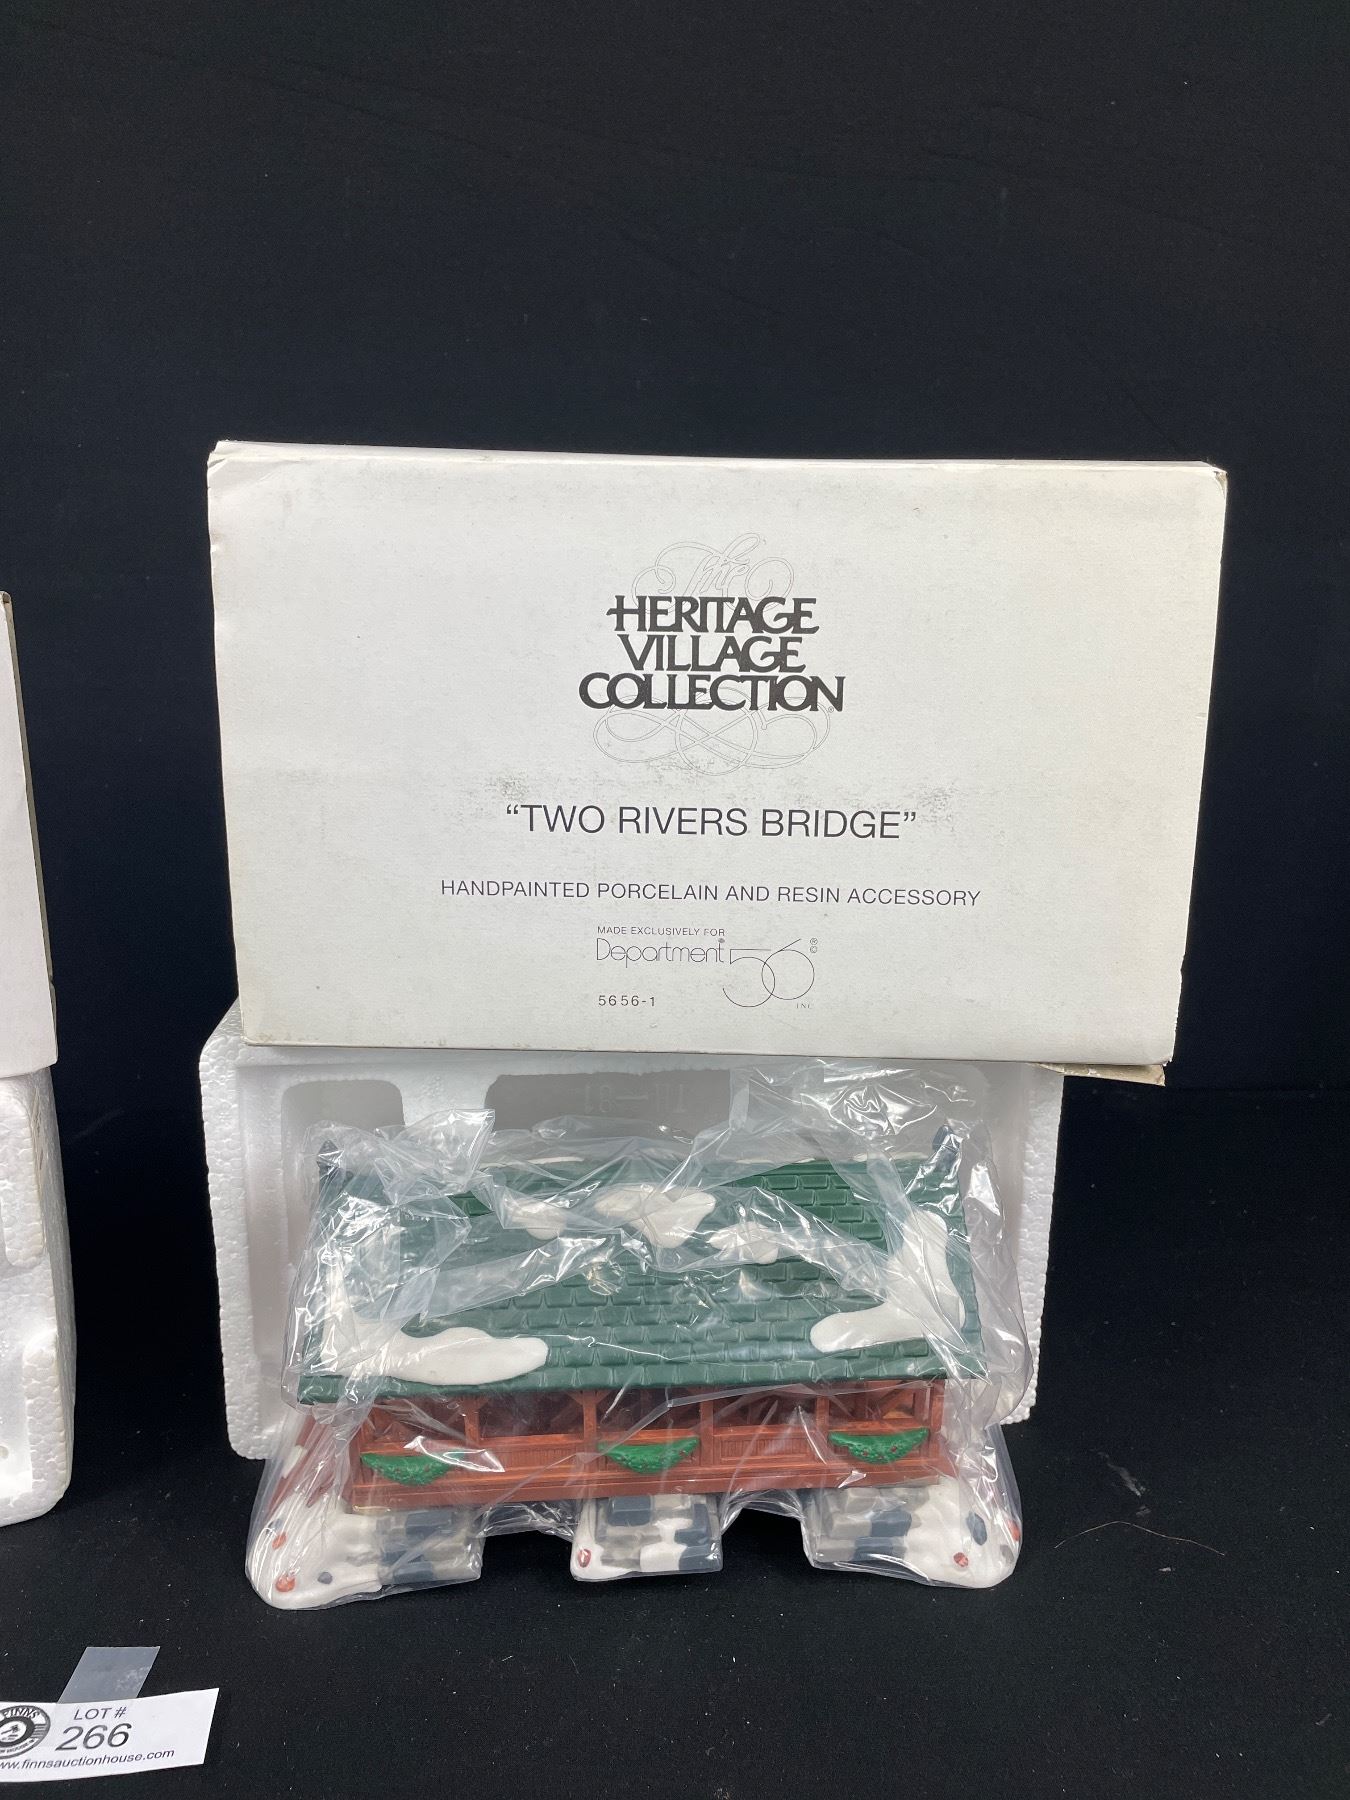 The
HERITAGE
VILLAGE
COLLECTION®
“TWO RIVERS BRIDGE”
HANDPAINTED PORCELAIN AND RESIN ACCESSORY
MADE EXCLUSIVELY FOR
Department 56 ® ©
INC
5656-1
LOT #
266
www.finnsauctionhouse.com
FINNS